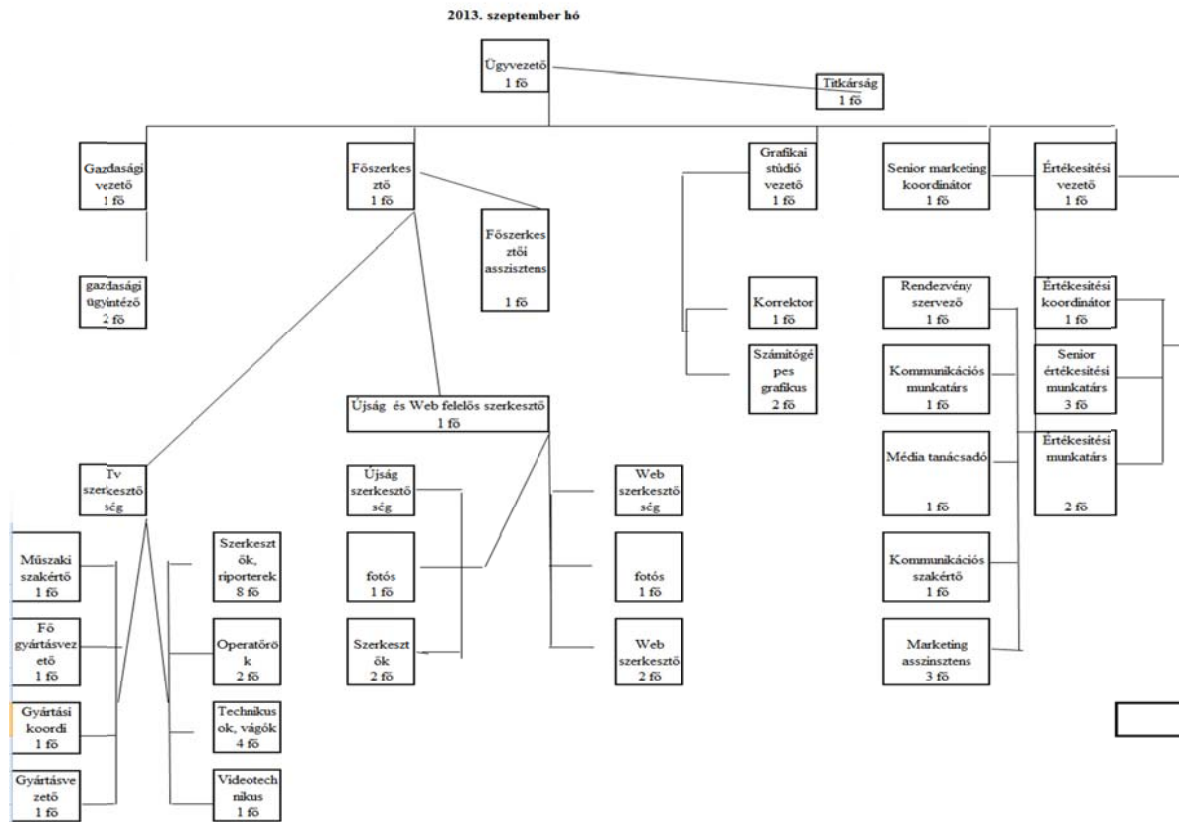 2013. szeptember hó
Ügyvezető
1 fő
Titkárság
1 fő
Gazdasági
vezető
1 fő
Főszerkes
ztő
1 fő
Grafikai
stúdió
vezető
1 fő
Senior marketing
koordinátor
1 fő
Értékesítési
vezető
1 fő
Főszerkes
ztői
asszisztens
1 fő
gazdasági
ügyintéző
2 fő
Korrektor
1 fő
Rendezvény
szervező
1 fő
Értékesítési
koordinátor
1 fő
Számítógé
pes
grafikus
2 fő
Kommunikációs
munkatárs
1 fő
Senior
értékesítési
munkatárs
3 fő
Újság és Web felelős szerkesztő
1 fő
Média tanácsadó
1 fő
Értékesítési
munkatárs
2 fő
Tv
szerkesztő
ség
Újság
szerkesztő
ség
Web
szerkesztő
ség
Műszaki
szakértő
1 fő
Szerkeszt
ők,
riporterek
8 fő
fotós
1 fő
fotós
1 fő
Kommunikációs
szakértő
1 fő
Fő
gyártásvez
ető
1 fő
Operatőrö
k
2 fő
Szerkeszt
ők
2 fő
Web
szerkesztő
2 fő
Marketing
asszinsztens
3 fő
Gyártási
koordi
1 fő
Technikus
ok, vágók
4 fő
Gyártásve
zető
1 fő
Videotech
nikus
1 fő